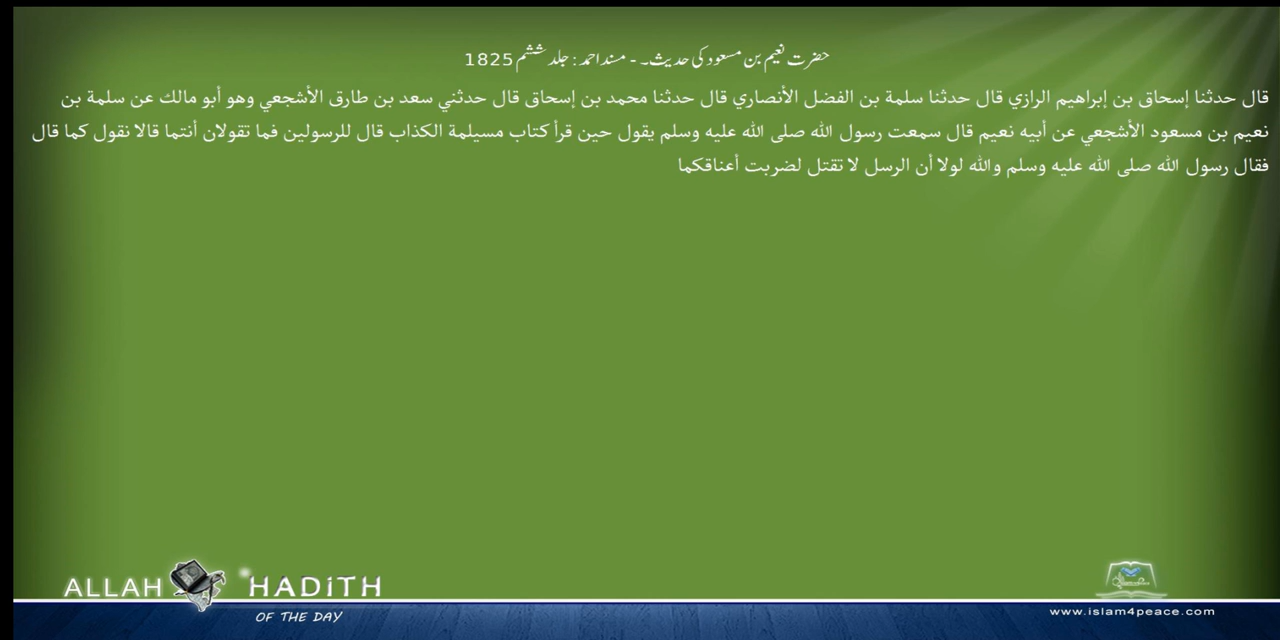 حضرت نعیم بن مسعود کی حدیث۔ - مسند احمد : جلد ششم 1825
قال حدثنا إسحاق بن إبراهيم الرازي قال حدثنا سلمة بن الفضل الأنصاري قال حدثنا محمد بن إسحاق قال حدثني سعد بن طارق الأشجعي وهو أبو مالك عن سلمة بن
نعيم بن مسعود الأشجعي عن أبيه نعيم قال سمعت رسول الله صلى الله عليه وسلم يقول حين قرأ كتاب مسيلمة الكذاب قال للرسولين فما تقولان أنتما قالا نقول كما قال
فقال رسول الله صلى الله عليه وسلم والله لولا أن الرسل لا تقتل لضربت أعناقكما
ALLAH HADITH
OF THE DAY
www.islam4peace.com